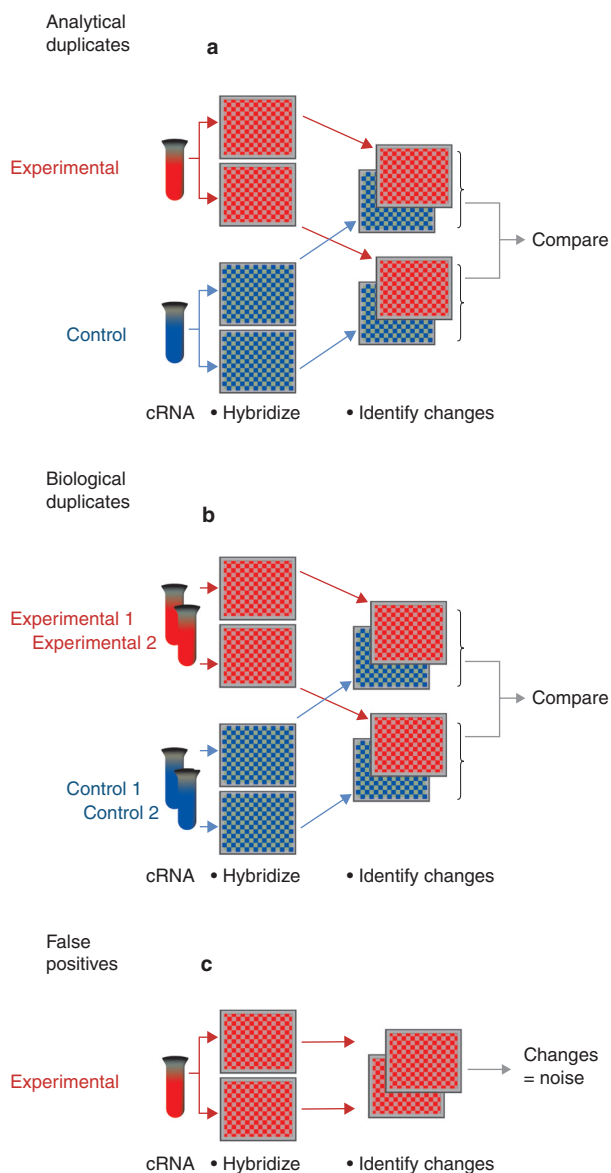 Analytical
duplicates
a
Experimental
Compare
Control
cRNA • Hybridize • Identify changes
Biological
duplicates
b
Experimental 1
Experimental 2
Compare
Control 1
Control 2
cRNA • Hybridize • Identify changes
False
positives
c
Experimental
Changes
= noise
cRNA • Hybridize • Identify changes